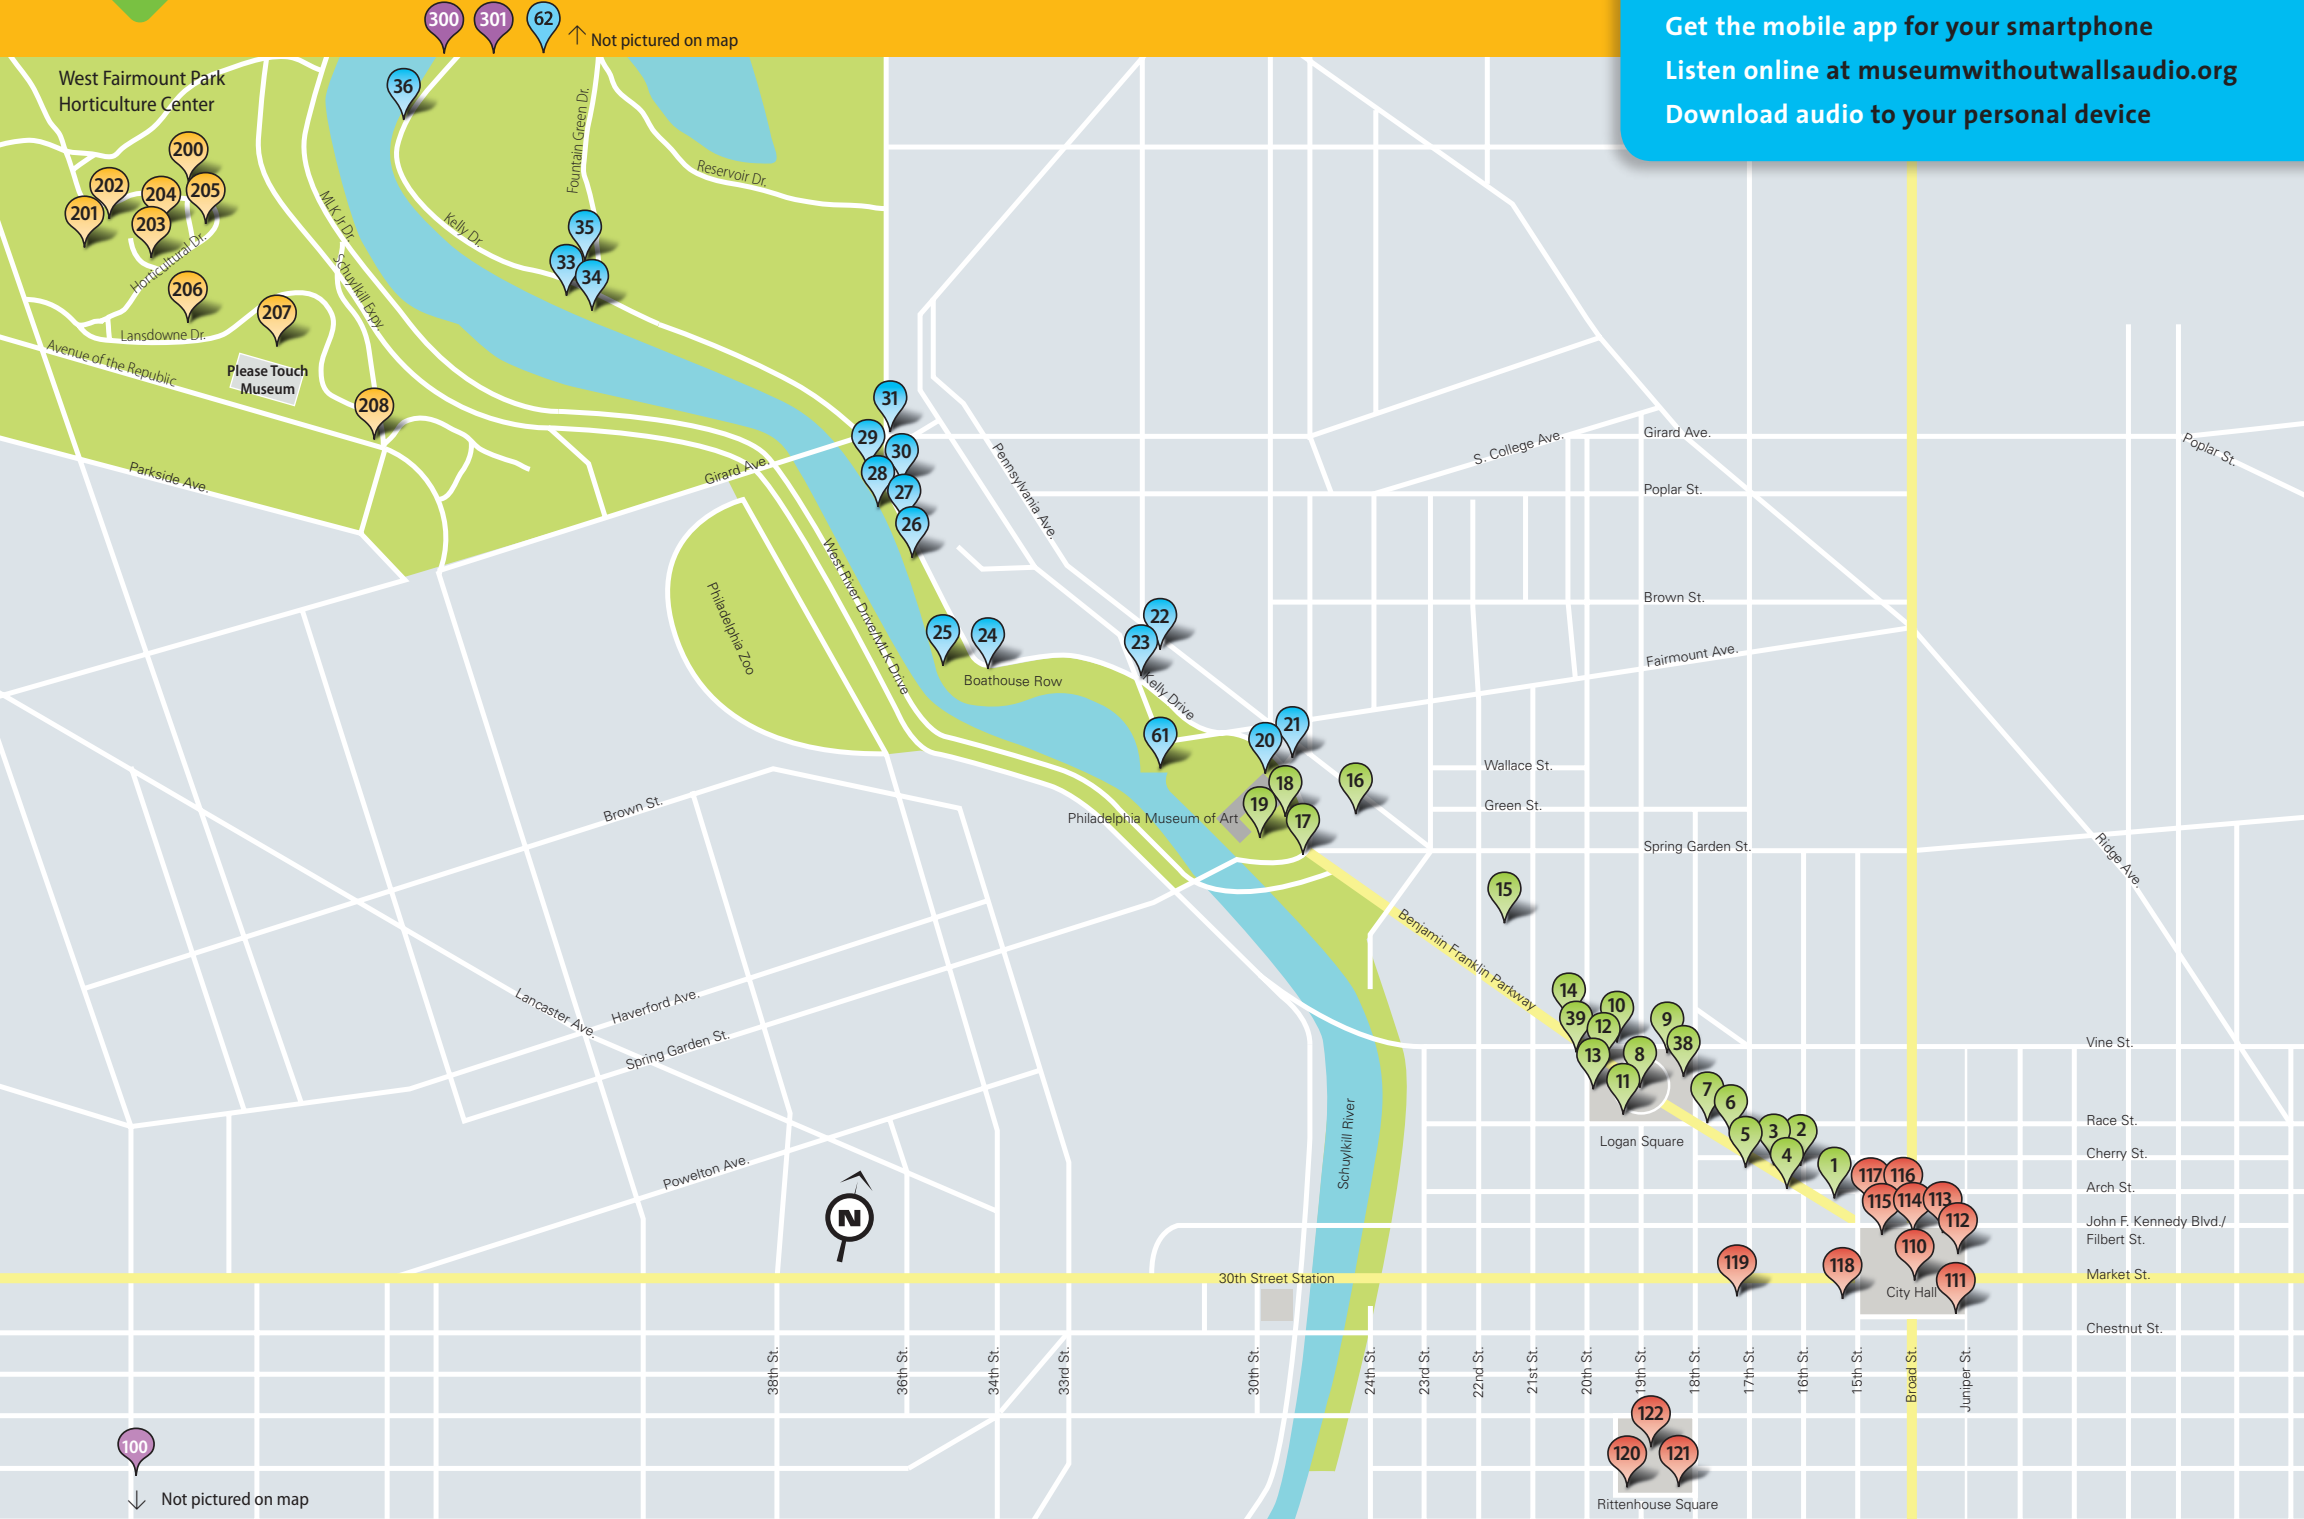 300
301
62
Not pictured on map
Get the mobile app for your smartphone
Listen online at museumwithoutwallsaudio.org
Download audio to your personal device
West Fairmount Park
Horticulture Center
36
200
202
204
205
201
203
Horticultural Dr.
206
207
Lansdowne Dr.
Avenue of the Republic
Please Touch
Museum
208
Parkside Ave.
MLK Jr Dr.
Schuylkill Expy.
Kelly Dr.
Fountain Green Dr.
Reservoir Dr.
35
33
34
31
29
30
28
27
26
Girard Ave.
Pennsylvania Ave.
S. College Ave.
Girard Ave.
Poplar St.
Poplar St.
Brown St.
Fairmount Ave.
Philadelphia Zoo
West River Drive/MLK Drive
25
24
Boathouse Row
22
23
Kelly Drive
61
21
20
18
19
17
16
Philadelphia Museum of Art
Wallace St.
Green St.
Spring Garden St.
Ridge Ave.
15
Benjamin Franklin Parkway
Brown St.
Lancaster Ave.
Haverford Ave.
Spring Garden St.
Powelton Ave.
N
14
39
10
12
13
9
38
8
11
7
6
5
3
2
4
1
Logan Square
Vine St.
Race St.
Cherry St.
Arch St.
John F. Kennedy Blvd./
Filbert St.
Market St.
Chestnut St.
117
116
115
114
113
112
110
111
City Hall
119
118
Schuylkill River
30th Street Station
38th St.
36th St.
34th St.
33rd St.
30th St.
24th St.
23rd St.
22nd St.
21st St.
20th St.
19th St.
18th St.
17th St.
16th St.
15th St.
Broad St.
Juniper St.
122
120
121
Rittenhouse Square
100
Not pictured on map